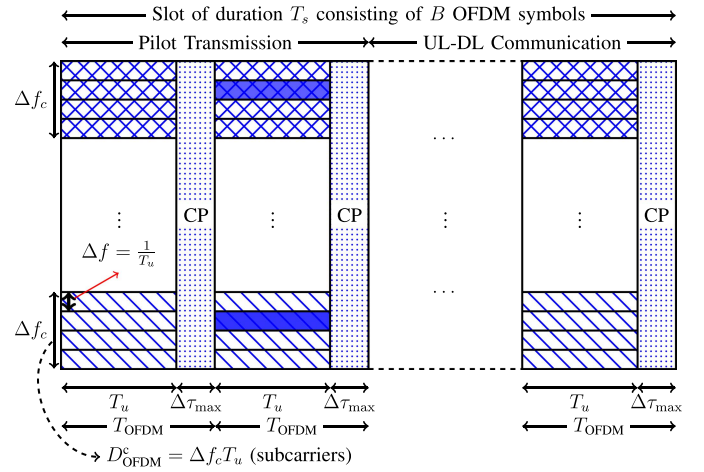 Slot of duration T_s consisting of B OFDM symbols
Pilot Transmission UL-DL Communication
Δf_c
...
⋮ CP ⋮ CP ⋮ ⋮ CP
Δf = 1/T_u
...
Δf_c
T_u Δτ_max T_u Δτ_max T_u Δτ_max
T_OFDM T_OFDM T_OFDM
D^c_OFDM = Δf_c T_u (subcarriers)